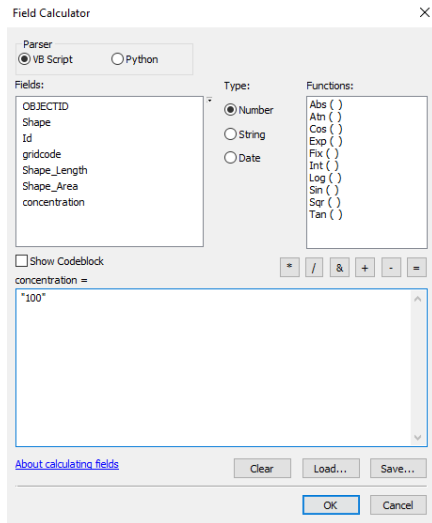 Field Calculator
Parser
VB Script Python
Fields: Type: Functions:
OBJECTID
Shape
Id
gridcode
Shape_Length
Shape_Area
concentration
Number
String
Date
Abs ( )
Atn ( )
Cos ( )
Exp ( )
Fix ( )
Int ( )
Log ( )
Sin ( )
Sqr ( )
Tan ( )
Show Codeblock
* / & + - =
concentration =
"100"
About calculating fields
Clear Load... Save...
OK Cancel